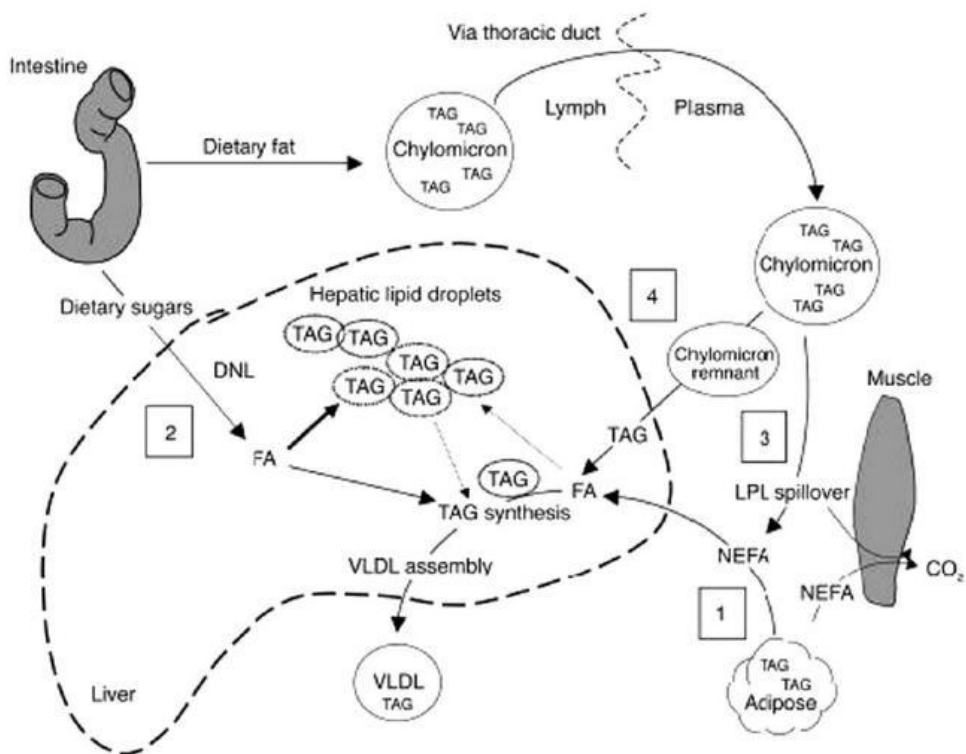 Via thoracic duct
Intestine
Lymph
Plasma
TAG
TAG
Chylomicron
TAG
TAG
Dietary fat
TAG
TAG
Chylomicron
TAG
TAG
Dietary sugars
Hepatic lipid droplets
4
TAG
TAG
TAG
TAG
TAG
TAG
DNL
Chylomicron
remnant
Muscle
2
FA
TAG
3
TAG
FA
LPL spillover
TAG synthesis
NEFA
VLDL assembly
NEFA
CO₂
1
Liver
VLDL
TAG
TAG
TAG
Adipose